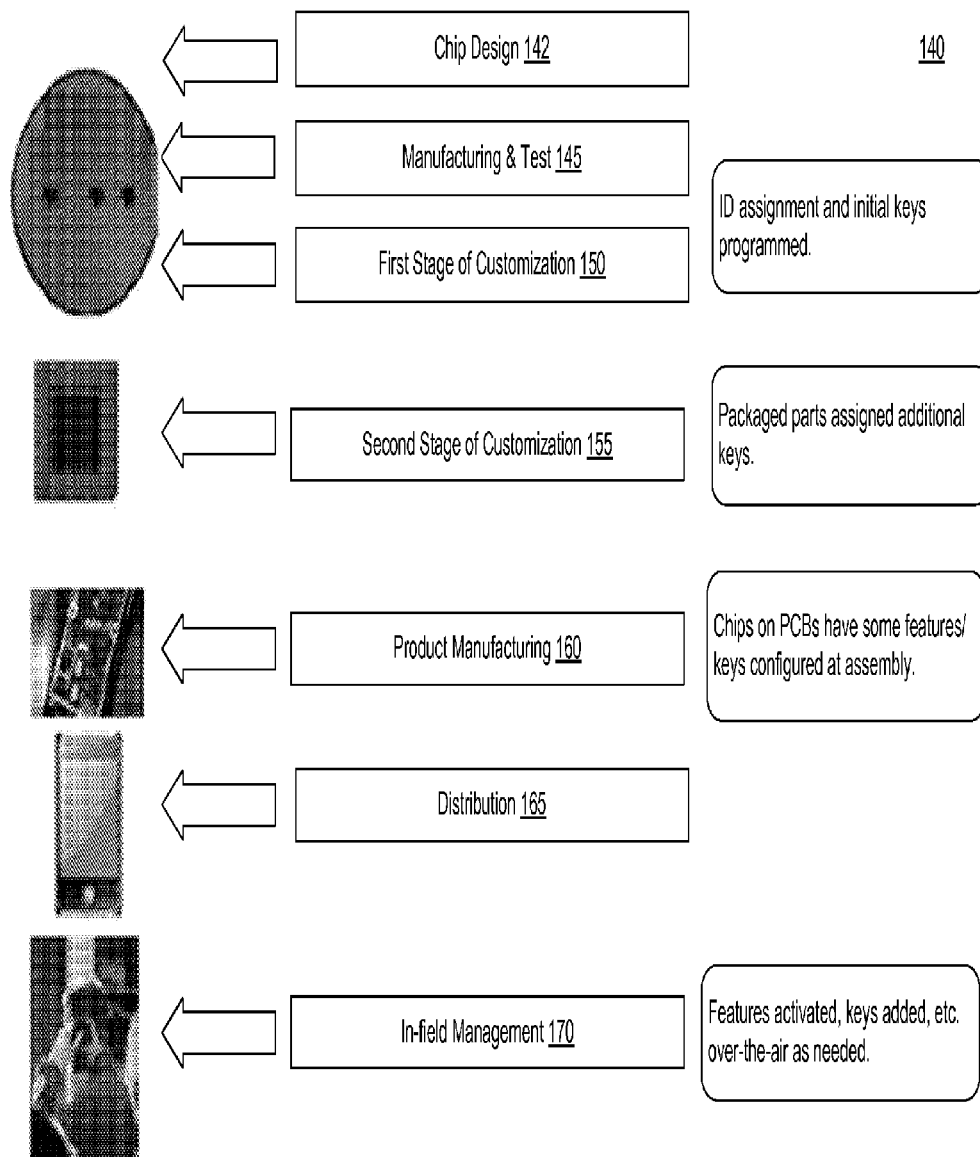 Chip Design 142
140
Manufacturing & Test 145
ID assignment and initial keys
programmed.
First Stage of Customization 150
Packaged parts assigned additional
keys.
Second Stage of Customization 155
Chips on PCBs have some features/
keys configured at assembly.
Product Manufacturing 160
Distribution 165
Features activated, keys added, etc.
over-the-air as needed.
In-field Management 170